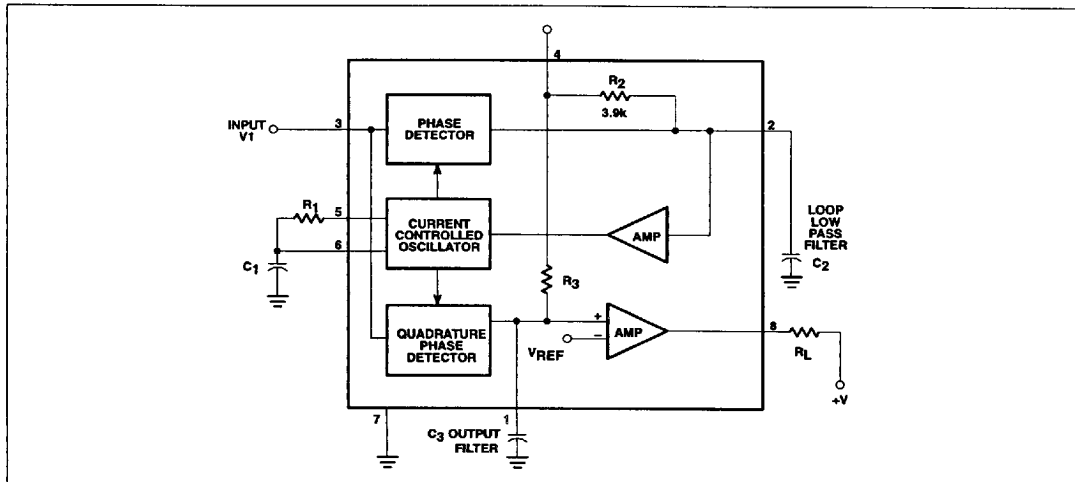 4
R2
3.9k
INPUT
V1
3
PHASE
DETECTOR
2
R1
5
6
CURRENT
CONTROLLED
OSCILLATOR
AMP
LOOP
LOW
PASS
FILTER
C2
C1
R3
QUADRATURE
PHASE
DETECTOR
+
–
VREF
AMP
8
RL
+V
7
1
C3 OUTPUT
FILTER